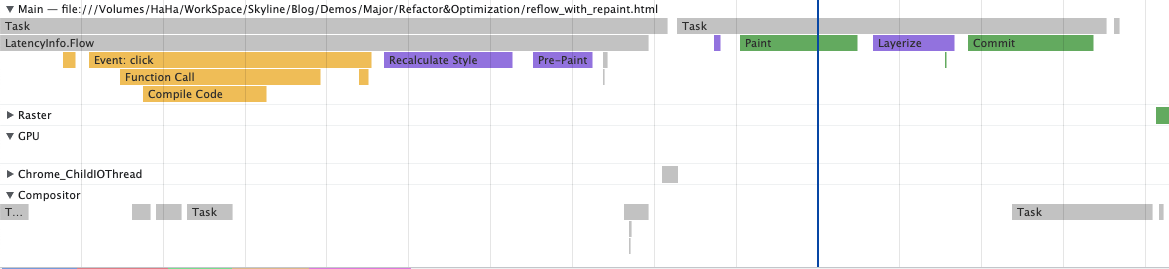 Main — file:///Volumes/HaHa/WorkSpace/Skyline/Blog/Demos/Major/Refactor&Optimization/reflow_with_repaint.html
Task Task
LatencyInfo.Flow Paint Layerize Commit
Event: click Recalculate Style Pre-Paint
Function Call
Compile Code
Raster
GPU
Chrome_ChildIOThread
Compositor
T... Task Task